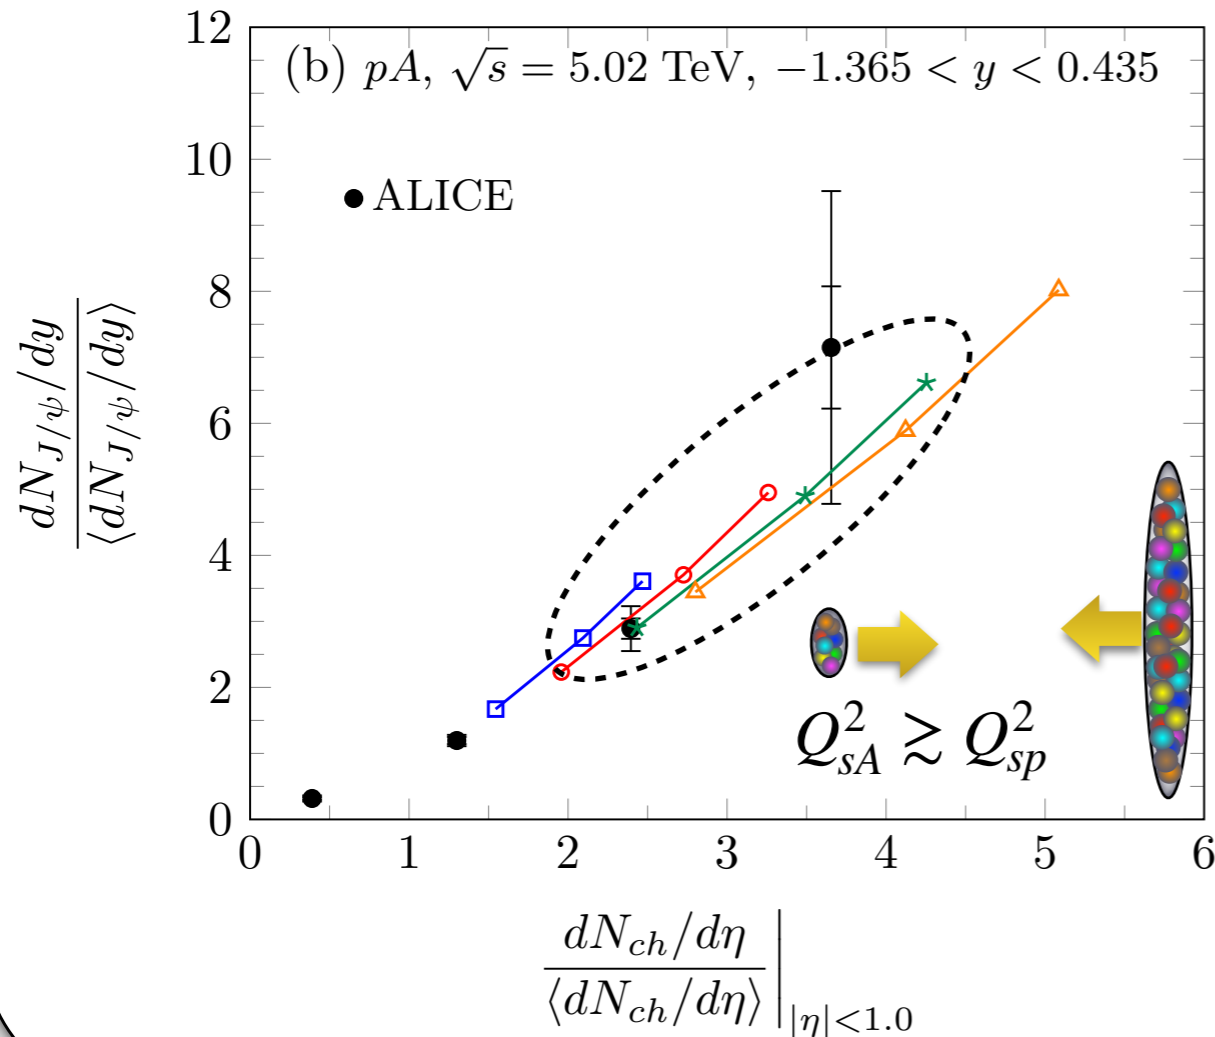 12
(b) pA, √s = 5.02 TeV, −1.365 < y < 0.435
10
ALICE
8
6
4
2
0
dN_{J/ψ}/dy
⟨dN_{J/ψ}/dy⟩
Q²_{sA} ≳ Q²_{sp}
0 1 2 3 4 5 6
dN_{ch}/dη
⟨dN_{ch}/dη⟩ |_{|η|<1.0}